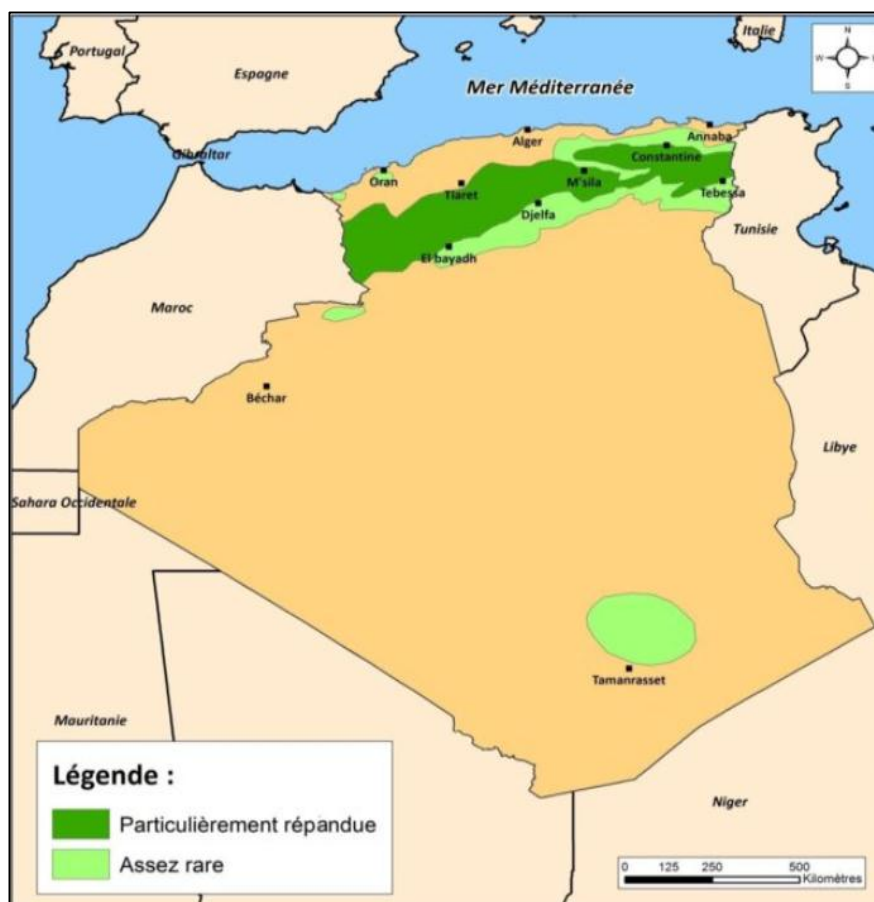 Portugal
Italie
Espagne
N
W
S
Mer Méditerranée
Alger
Annaba
Gibraltar
Constantine
Oran
Tiaret
M'sila
Tebessa
Djelfa
Tunisie
El bayadh
Maroc
Béchar
Libye
Sahara Occidentale
Tamanrasset
Mauritanie
Niger
Légende :
Particulièrement répandue
Assez rare
0 125 250 500
Kilomètres